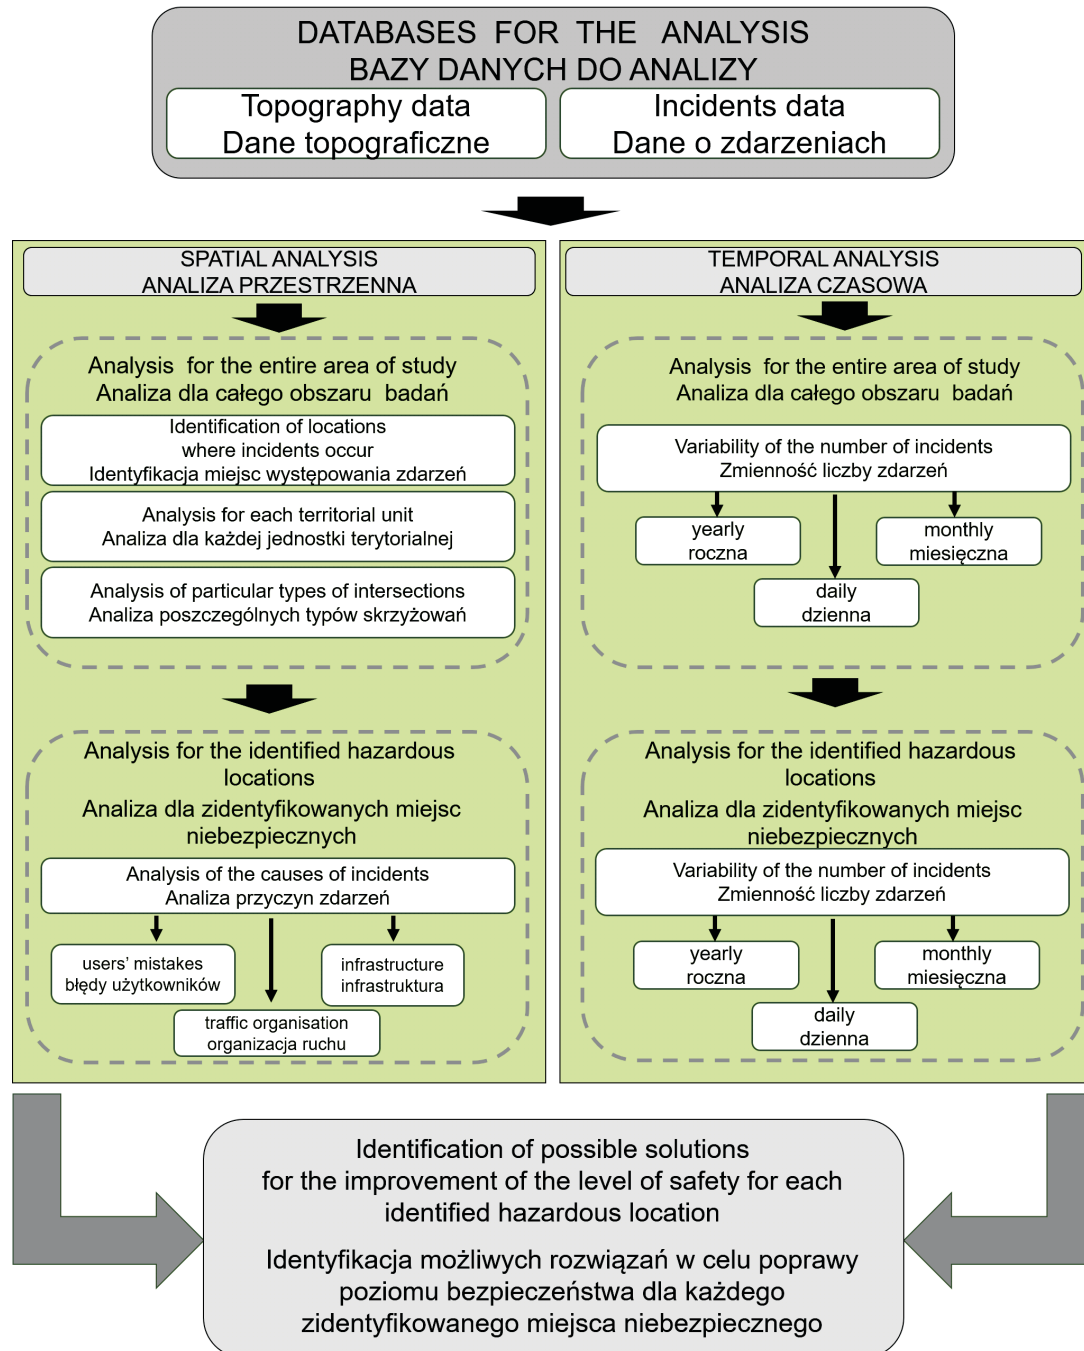 DATABASES FOR THE ANALYSIS
BAZY DANYCH DO ANALIZY
Topography data
Dane topograficzne
Incidents data
Dane o zdarzeniach
SPATIAL ANALYSIS
ANALIZA PRZESTRZENNA
Analysis for the entire area of study
Analiza dla całego obszaru badań
Identification of locations
where incidents occur
Identyfikacja miejsc występowania zdarzeń
Analysis for each territorial unit
Analiza dla każdej jednostki terytorialnej
Analysis of particular types of intersections
Analiza poszczególnych typów skrzyżowań
Analysis for the identified hazardous
locations
Analiza dla zidentyfikowanych miejsc
niebezpiecznych
Analysis of the causes of incidents
Analiza przyczyn zdarzeń
users’ mistakes
błędy użytkowników
infrastructure
infrastruktura
traffic organisation
organizacja ruchu
TEMPORAL ANALYSIS
ANALIZA CZASOWA
Analysis for the entire area of study
Analiza dla całego obszaru badań
Variability of the number of incidents
Zmienność liczby zdarzeń
yearly
roczna
monthly
miesięczna
daily
dzienna
Analysis for the identified hazardous
locations
Analiza dla zidentyfikowanych miejsc
niebezpiecznych
Variability of the number of incidents
Zmienność liczby zdarzeń
yearly
roczna
monthly
miesięczna
daily
dzienna
Identification of possible solutions
for the improvement of the level of safety for each
identified hazardous location
Identyfikacja możliwych rozwiązań w celu poprawy
poziomu bezpieczeństwa dla każdego
zidentyfikowanego miejsca niebezpiecznego